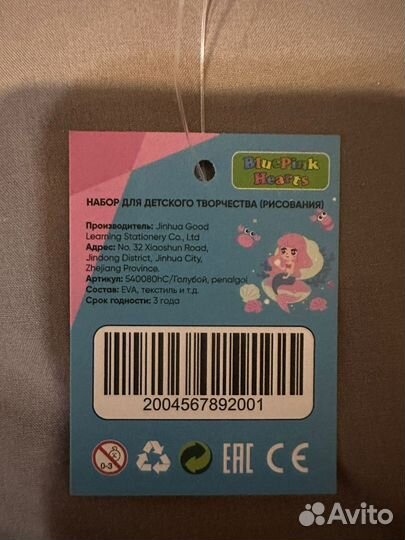 BluePink
Hearts
НАБОР ДЛЯ ДЕТСКОГО ТВОРЧЕСТВА (РИСОВАНИЯ)
Производитель: Jinhua Good
Learning Stationery Co., Ltd
Адрес: No, 32 Xiaoshun Road,
Jindong District, Jinhua City,
Zhejiang Province.
Артикул: S40080hC/Голубой, penalgol
Состав: EVA, текстиль и т.д.
Срок годности: 3 года
2004567892001
0-3
EAC CE
Avito